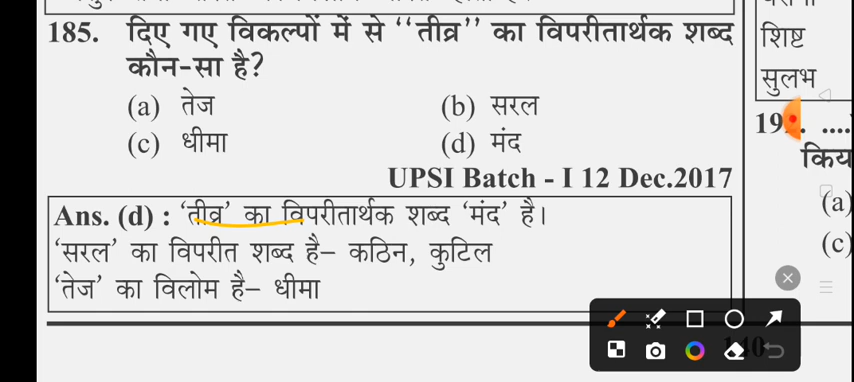 185. दिए गए विकल्पों में से ‘‘तीव्र’’ का विपरीतार्थक शब्द
कौन-सा है?
(a) तेज (b) सरल
(c) धीमा (d) मंद
UPSI Batch - I 12 Dec.2017
Ans. (d) : ‘तीव्र’ का विपरीतार्थक शब्द ‘मंद’ है।
‘सरल’ का विपरीत शब्द है– कठिन, कुटिल
‘तेज’ का विलोम है– धीमा
शिष्ट
सुलभ
(a)
(c)